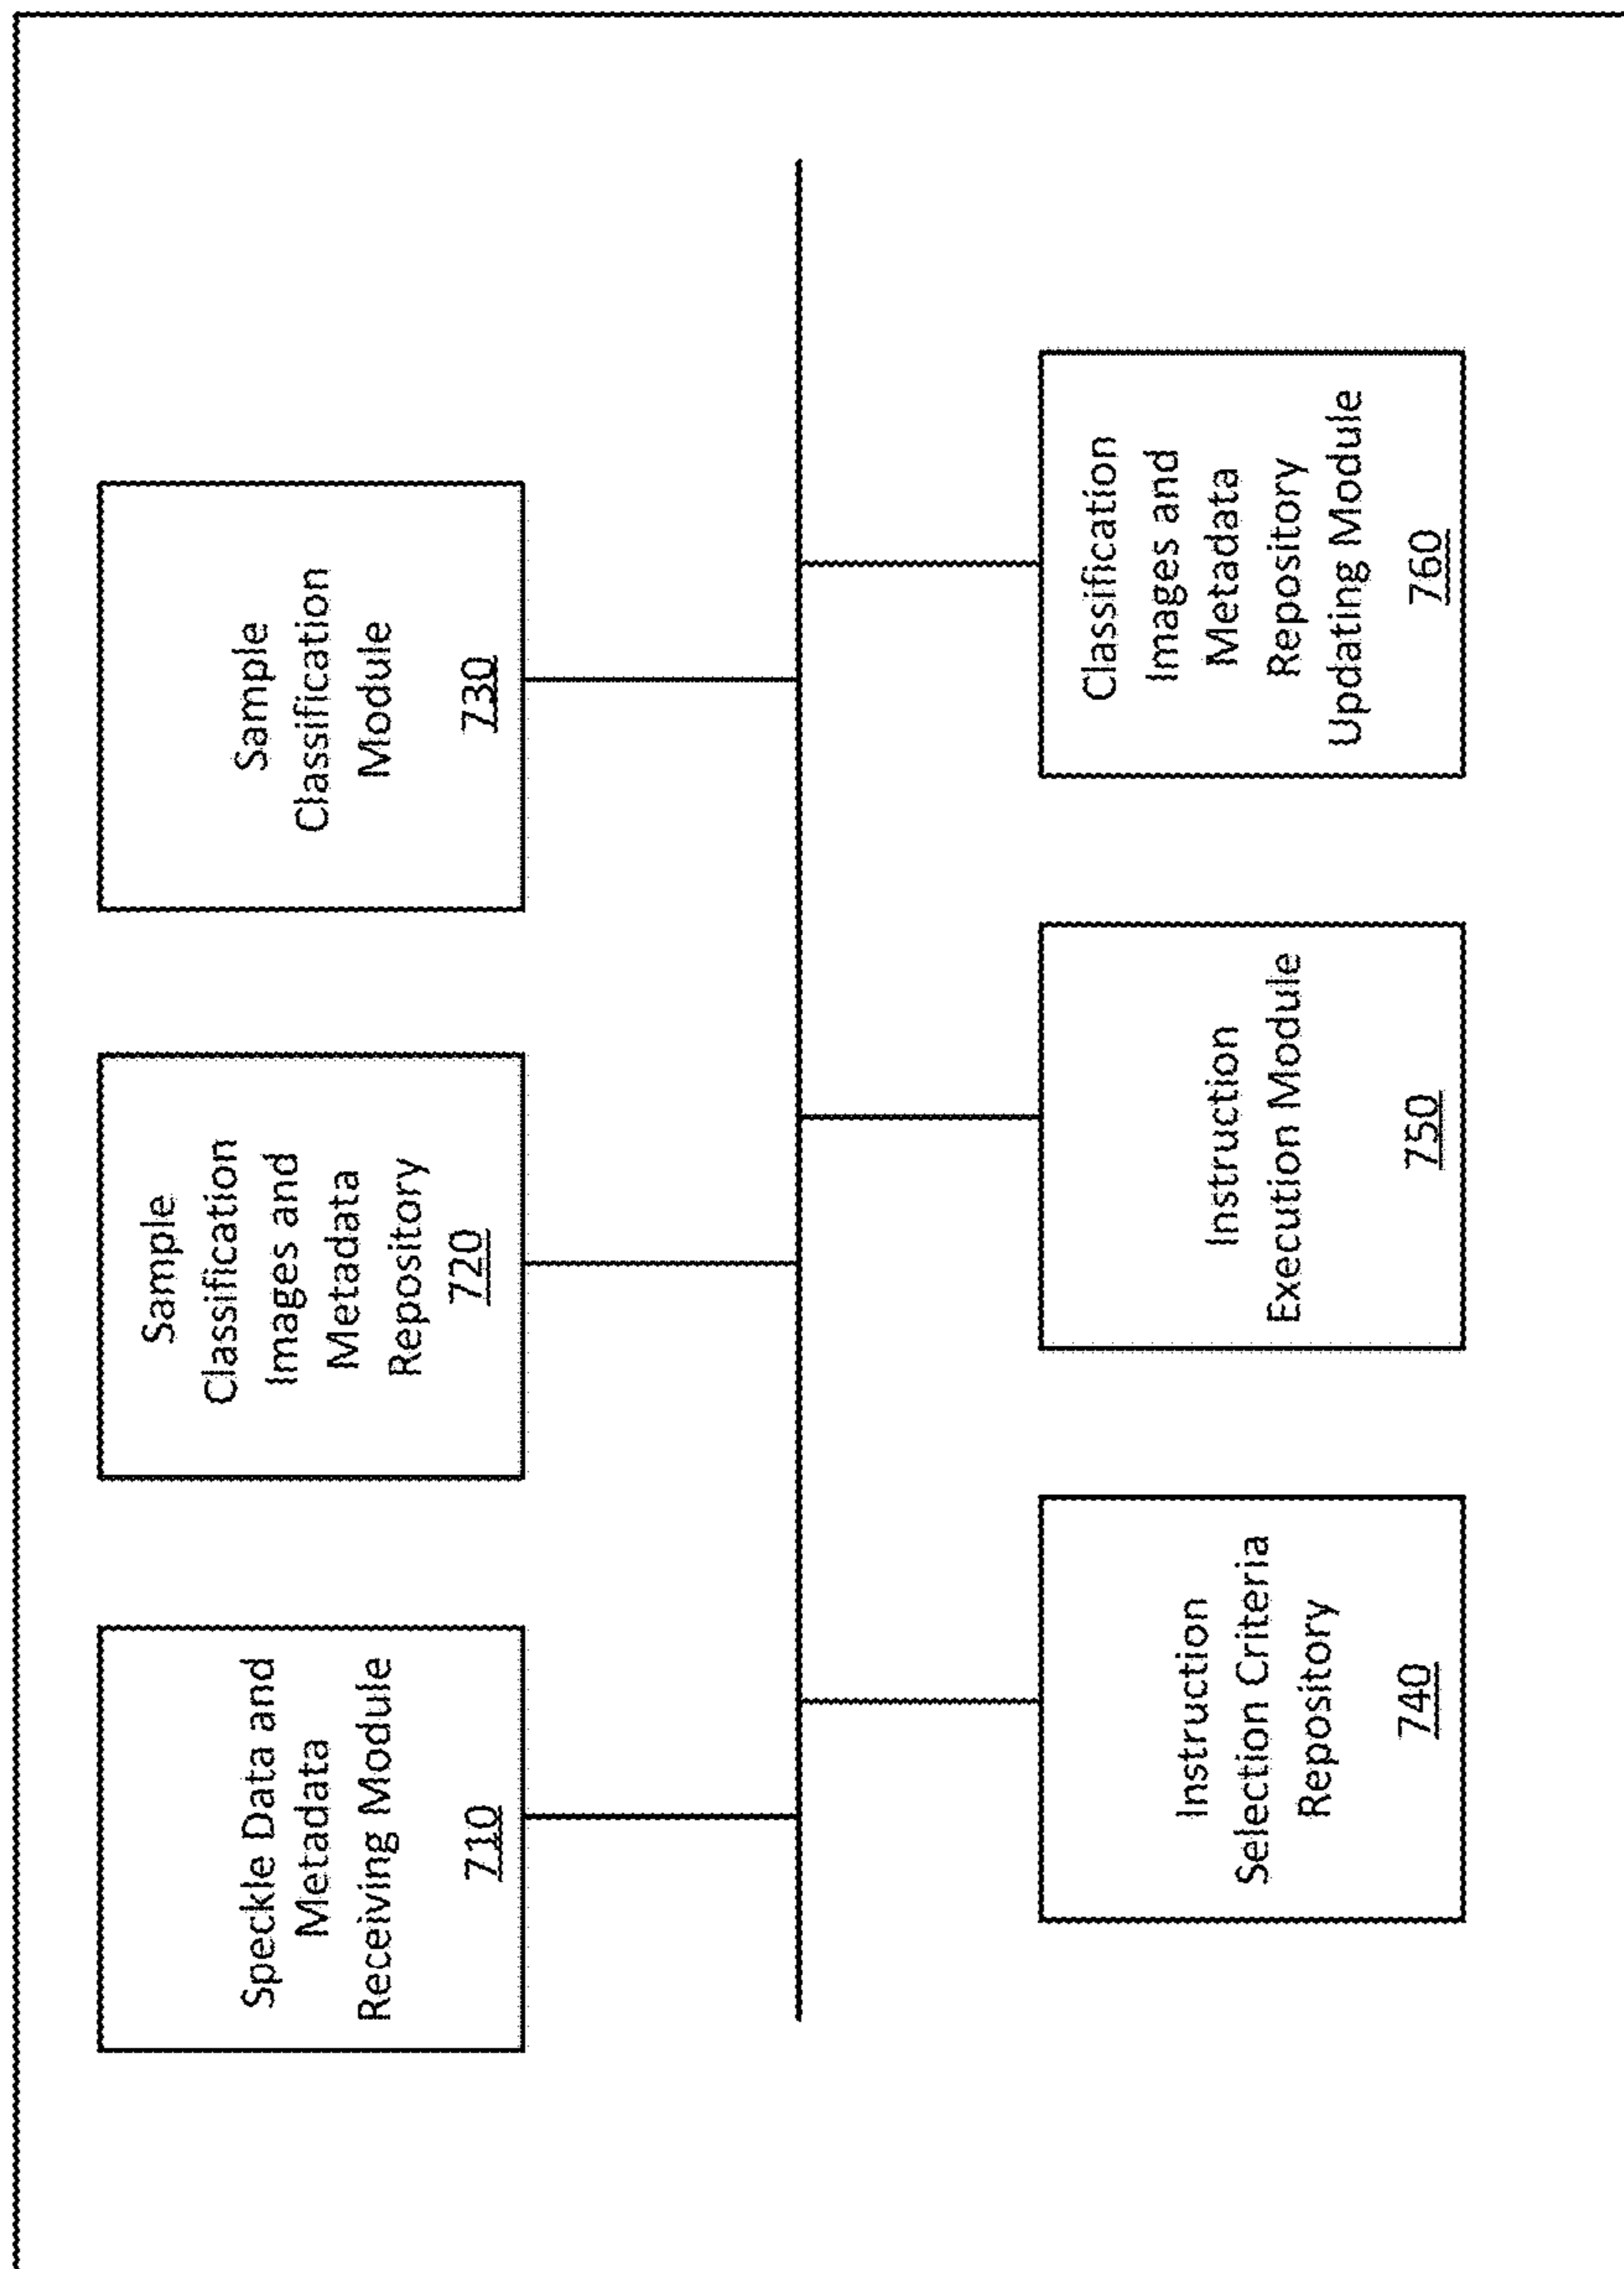 Speckle Data and
Metadata
Receiving Module
710
Sample
Classification
Images and
Metadata
Repository
720
Sample
Classification
Module
730
Instruction
Selection Criteria
Repository
740
Instruction
Execution Module
750
Classification
Images and
Metadata
Repository
Updating Module
760